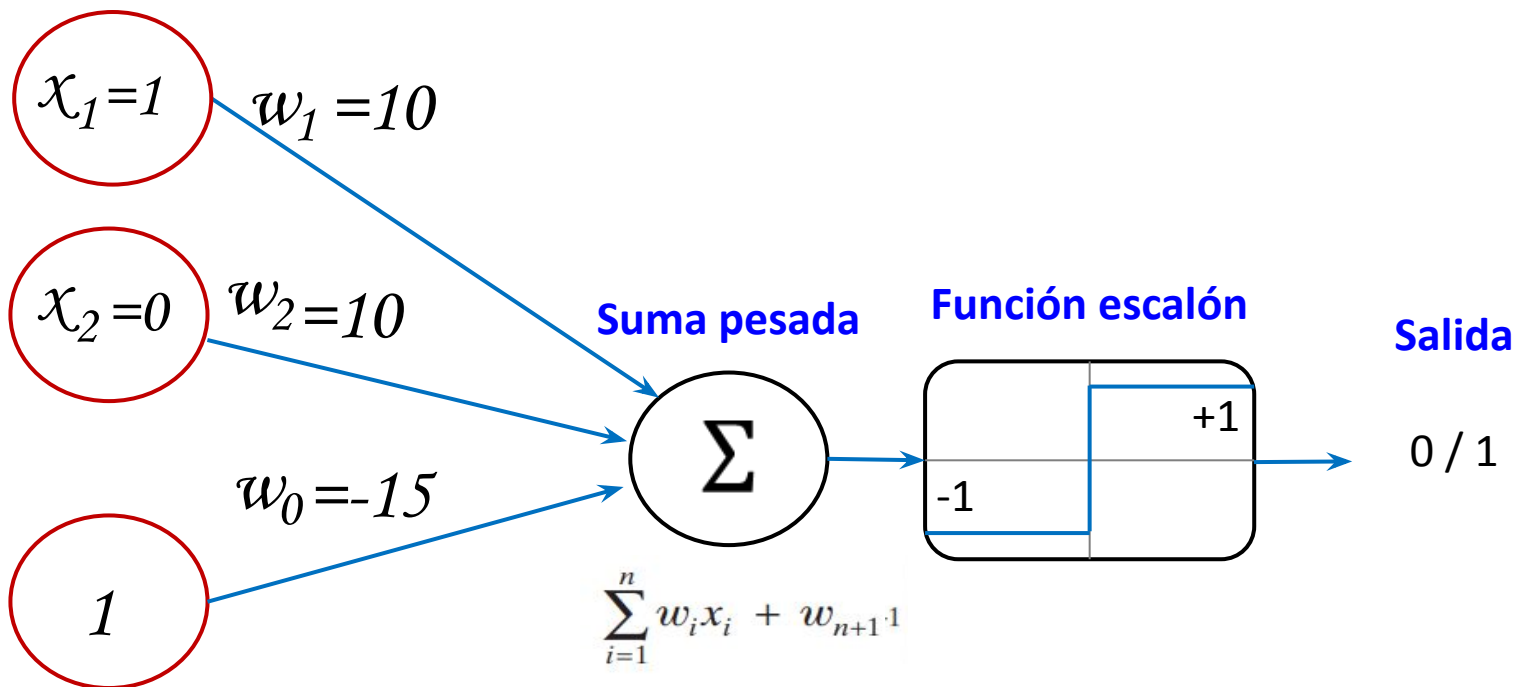 x₁ =1
w₁ =10
x₂ =0
w₂ =10
Suma pesada
Función escalón
Salida
Σ
+1
-1
0 / 1
w₀ =-15
1
n
∑ wᵢxᵢ + wₙ₊₁·1
i=1